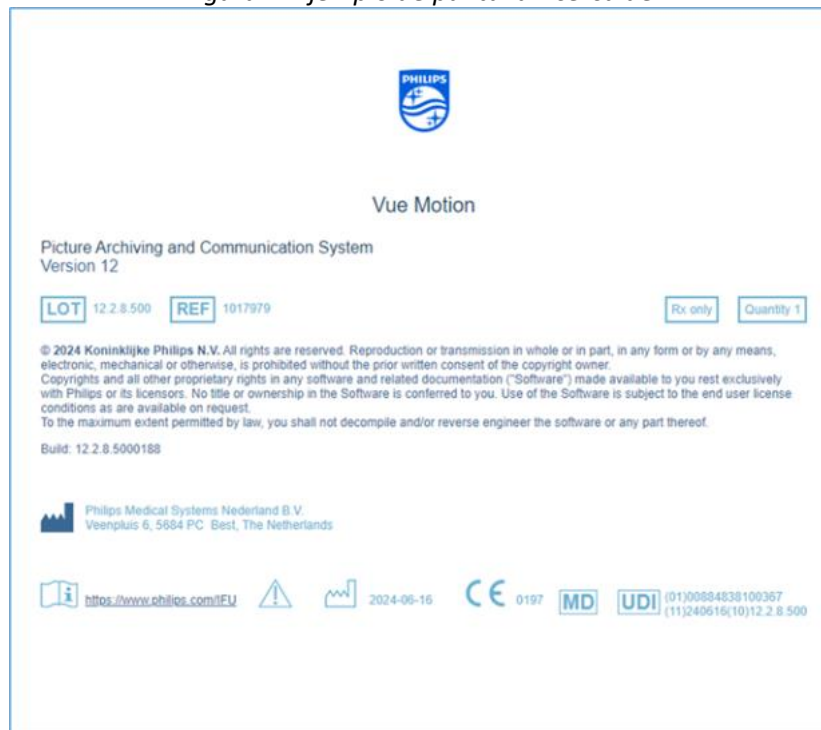 PHILIPS
Vue Motion
Picture Archiving and Communication System
Version 12
LOT 12.2.8.500 REF 1017979 Rx only Quantity 1
© 2024 Koninklijke Philips N.V. All rights are reserved. Reproduction or transmission in whole or in part, in any form or by any means,
electronic, mechanical or otherwise, is prohibited without the prior written consent of the copyright owner.
Copyrights and all other proprietary rights in any software and related documentation ("Software") made available to you rest exclusively
with Philips or its licensors. No title or ownership in the Software is conferred to you. Use of the Software is subject to the end user license
conditions as are available on request.
To the maximum extent permitted by law, you shall not decompile and/or reverse engineer the software or any part thereof.
Build: 12.2.8.5000188
Philips Medical Systems Nederland B.V.
Veenpluis 6, 5684 PC Best, The Netherlands
https://www.philips.com/IFU 2024-06-16 CE 0197 MD UDI (01)00884838100367
(11)240616(10)12.2.8.500